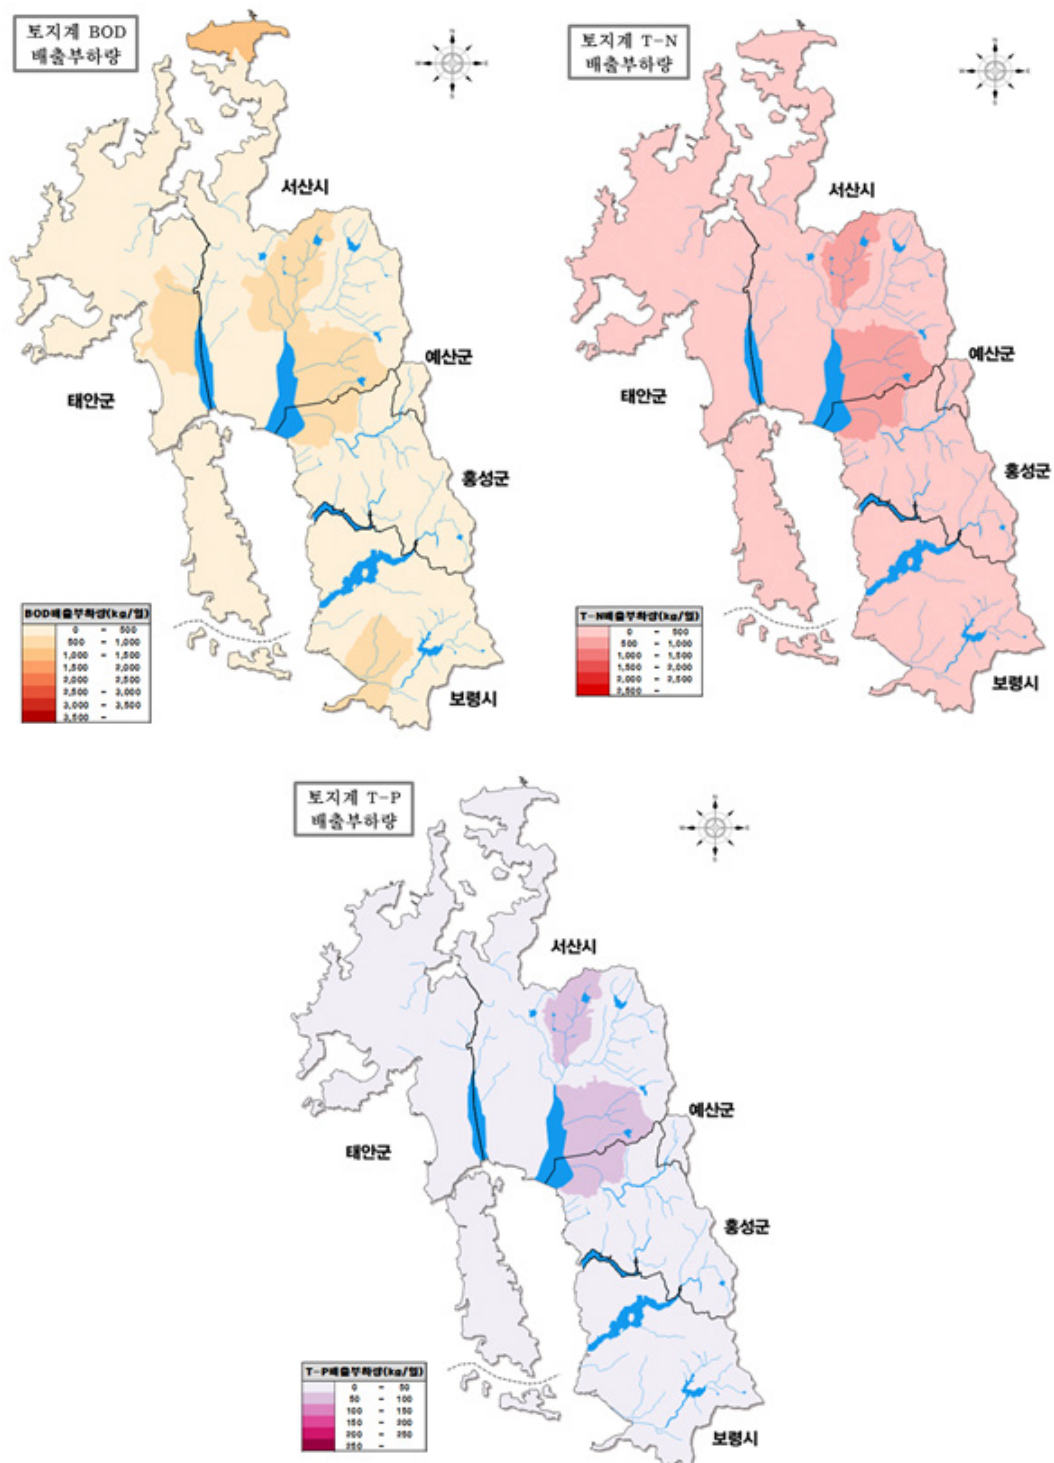 토지계 BOD
배출부하량
서산시
예산군
태안군
홍성군
보령시
BOD배출부하량(kg/일)
0 - 500
500 - 1,000
1,000 - 1,500
1,500 2,000
2,000 2,500
2,500 - 3,000
3,000 - 3,500
3,500 -
토지계 T-N
배출부하량
서산시
예산군
태안군
홍성군
보령시
T-N배출부하량(kg/일)
0 - 500
500 - 1,000
1,000 - 1,500
1,500 - 2,000
2,000 - 2,500
2,500 -
토지계 T-P
배출부하량
서산시
예산군
태안군
홍성군
보령시
T-P배출부하량(kg/일)
0 - 50
50 - 100
100 - 150
150 - 200
200 - 250
250 -